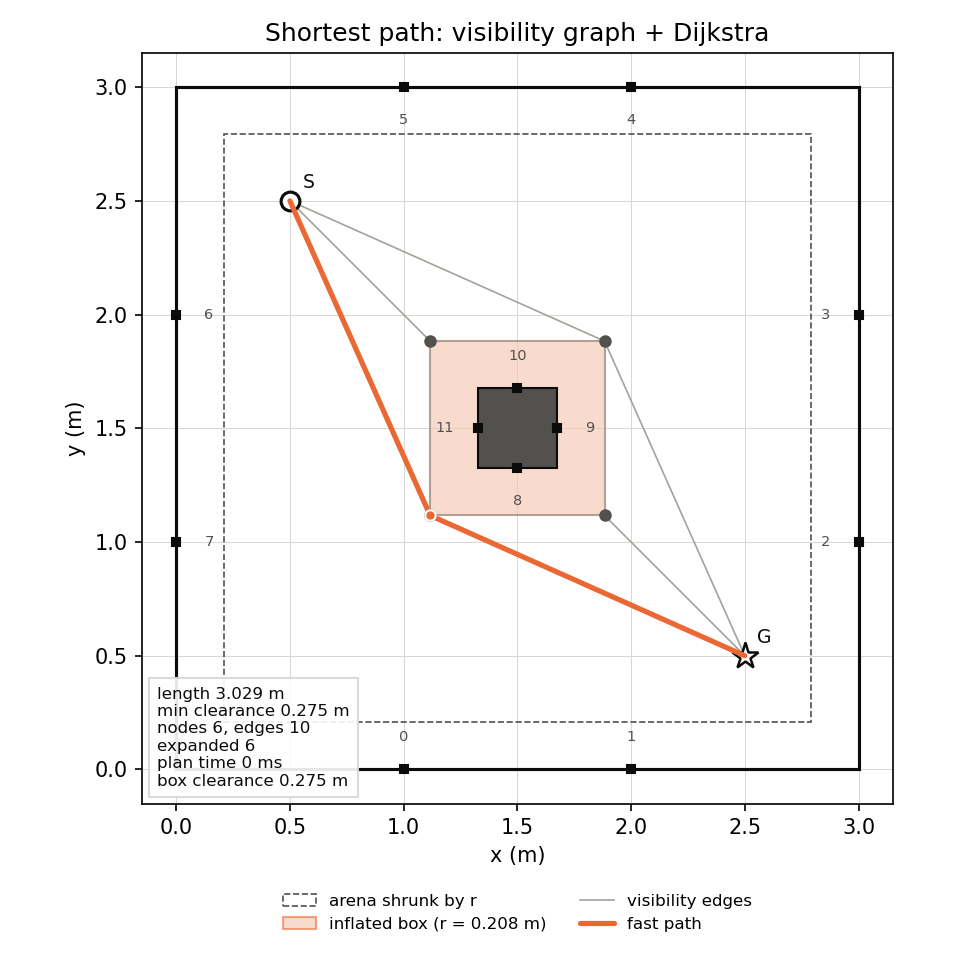 Shortest path: visibility graph + Dijkstra
3.0
5
4
S
2.5
6
2.0
3
10
11
9
1.5
8
7
1.0
2
G
0.5
length 3.029 m
min clearance 0.275 m
nodes 6, edges 10
expanded 6
plan time 0 ms
box clearance 0.275 m
0
1
0.0
y (m)
0.0 0.5 1.0 1.5 2.0 2.5 3.0
x (m)
arena shrunk by r
inflated box (r = 0.208 m)
visibility edges
fast path